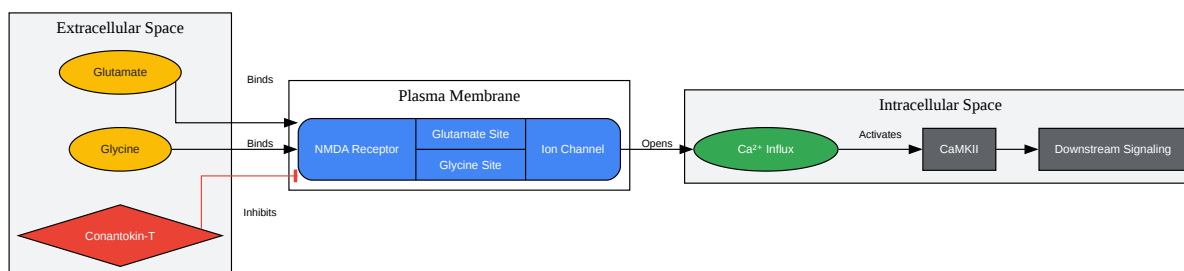 Extracellular Space
Glutamate
Glycine
Conantokin-T
Binds
Binds
Inhibits
Plasma Membrane
NMDA Receptor
Glutamate Site
Glycine Site
Ion Channel
Opens
Intracellular Space
Ca²⁺ Influx
Activates
CaMKII
Downstream Signaling